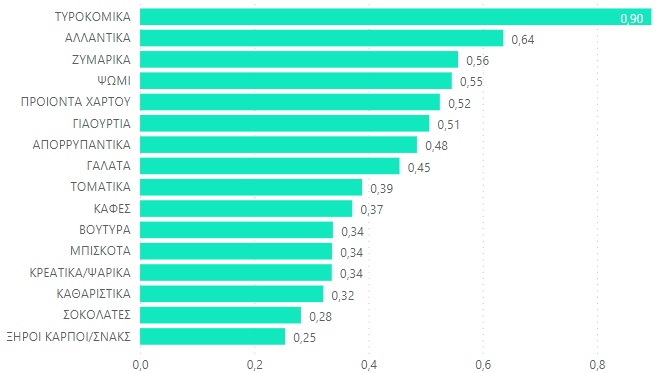 ΤΥΡΟΚΟΜΙΚΑ 0,90
ΑΛΛΑΝΤΙΚΑ 0,64
ΖΥΜΑΡΙΚΑ 0,56
ΨΩΜΙ 0,55
ΠΡΟΙΟΝΤΑ ΧΑΡΤΟΥ 0,52
ΓΙΑΟΥΡΤΙΑ 0,51
ΑΠΟΡΡΥΠΑΝΤΙΚΑ 0,48
ΓΑΛΑΤΑ 0,45
ΤΟΜΑΤΙΚΑ 0,39
ΚΑΦΕΣ 0,37
ΒΟΥΤΥΡΑ 0,34
ΜΠΙΣΚΟΤΑ 0,34
ΚΡΕΑΤΙΚΑ/ΨΑΡΙΚΑ 0,34
ΚΑΘΑΡΙΣΤΙΚΑ 0,32
ΣΟΚΟΛΑΤΕΣ 0,28
ΞΗΡΟΙ ΚΑΡΠΟΙ/ΣΝΑΚΣ 0,25
0,0 0,2 0,4 0,6 0,8